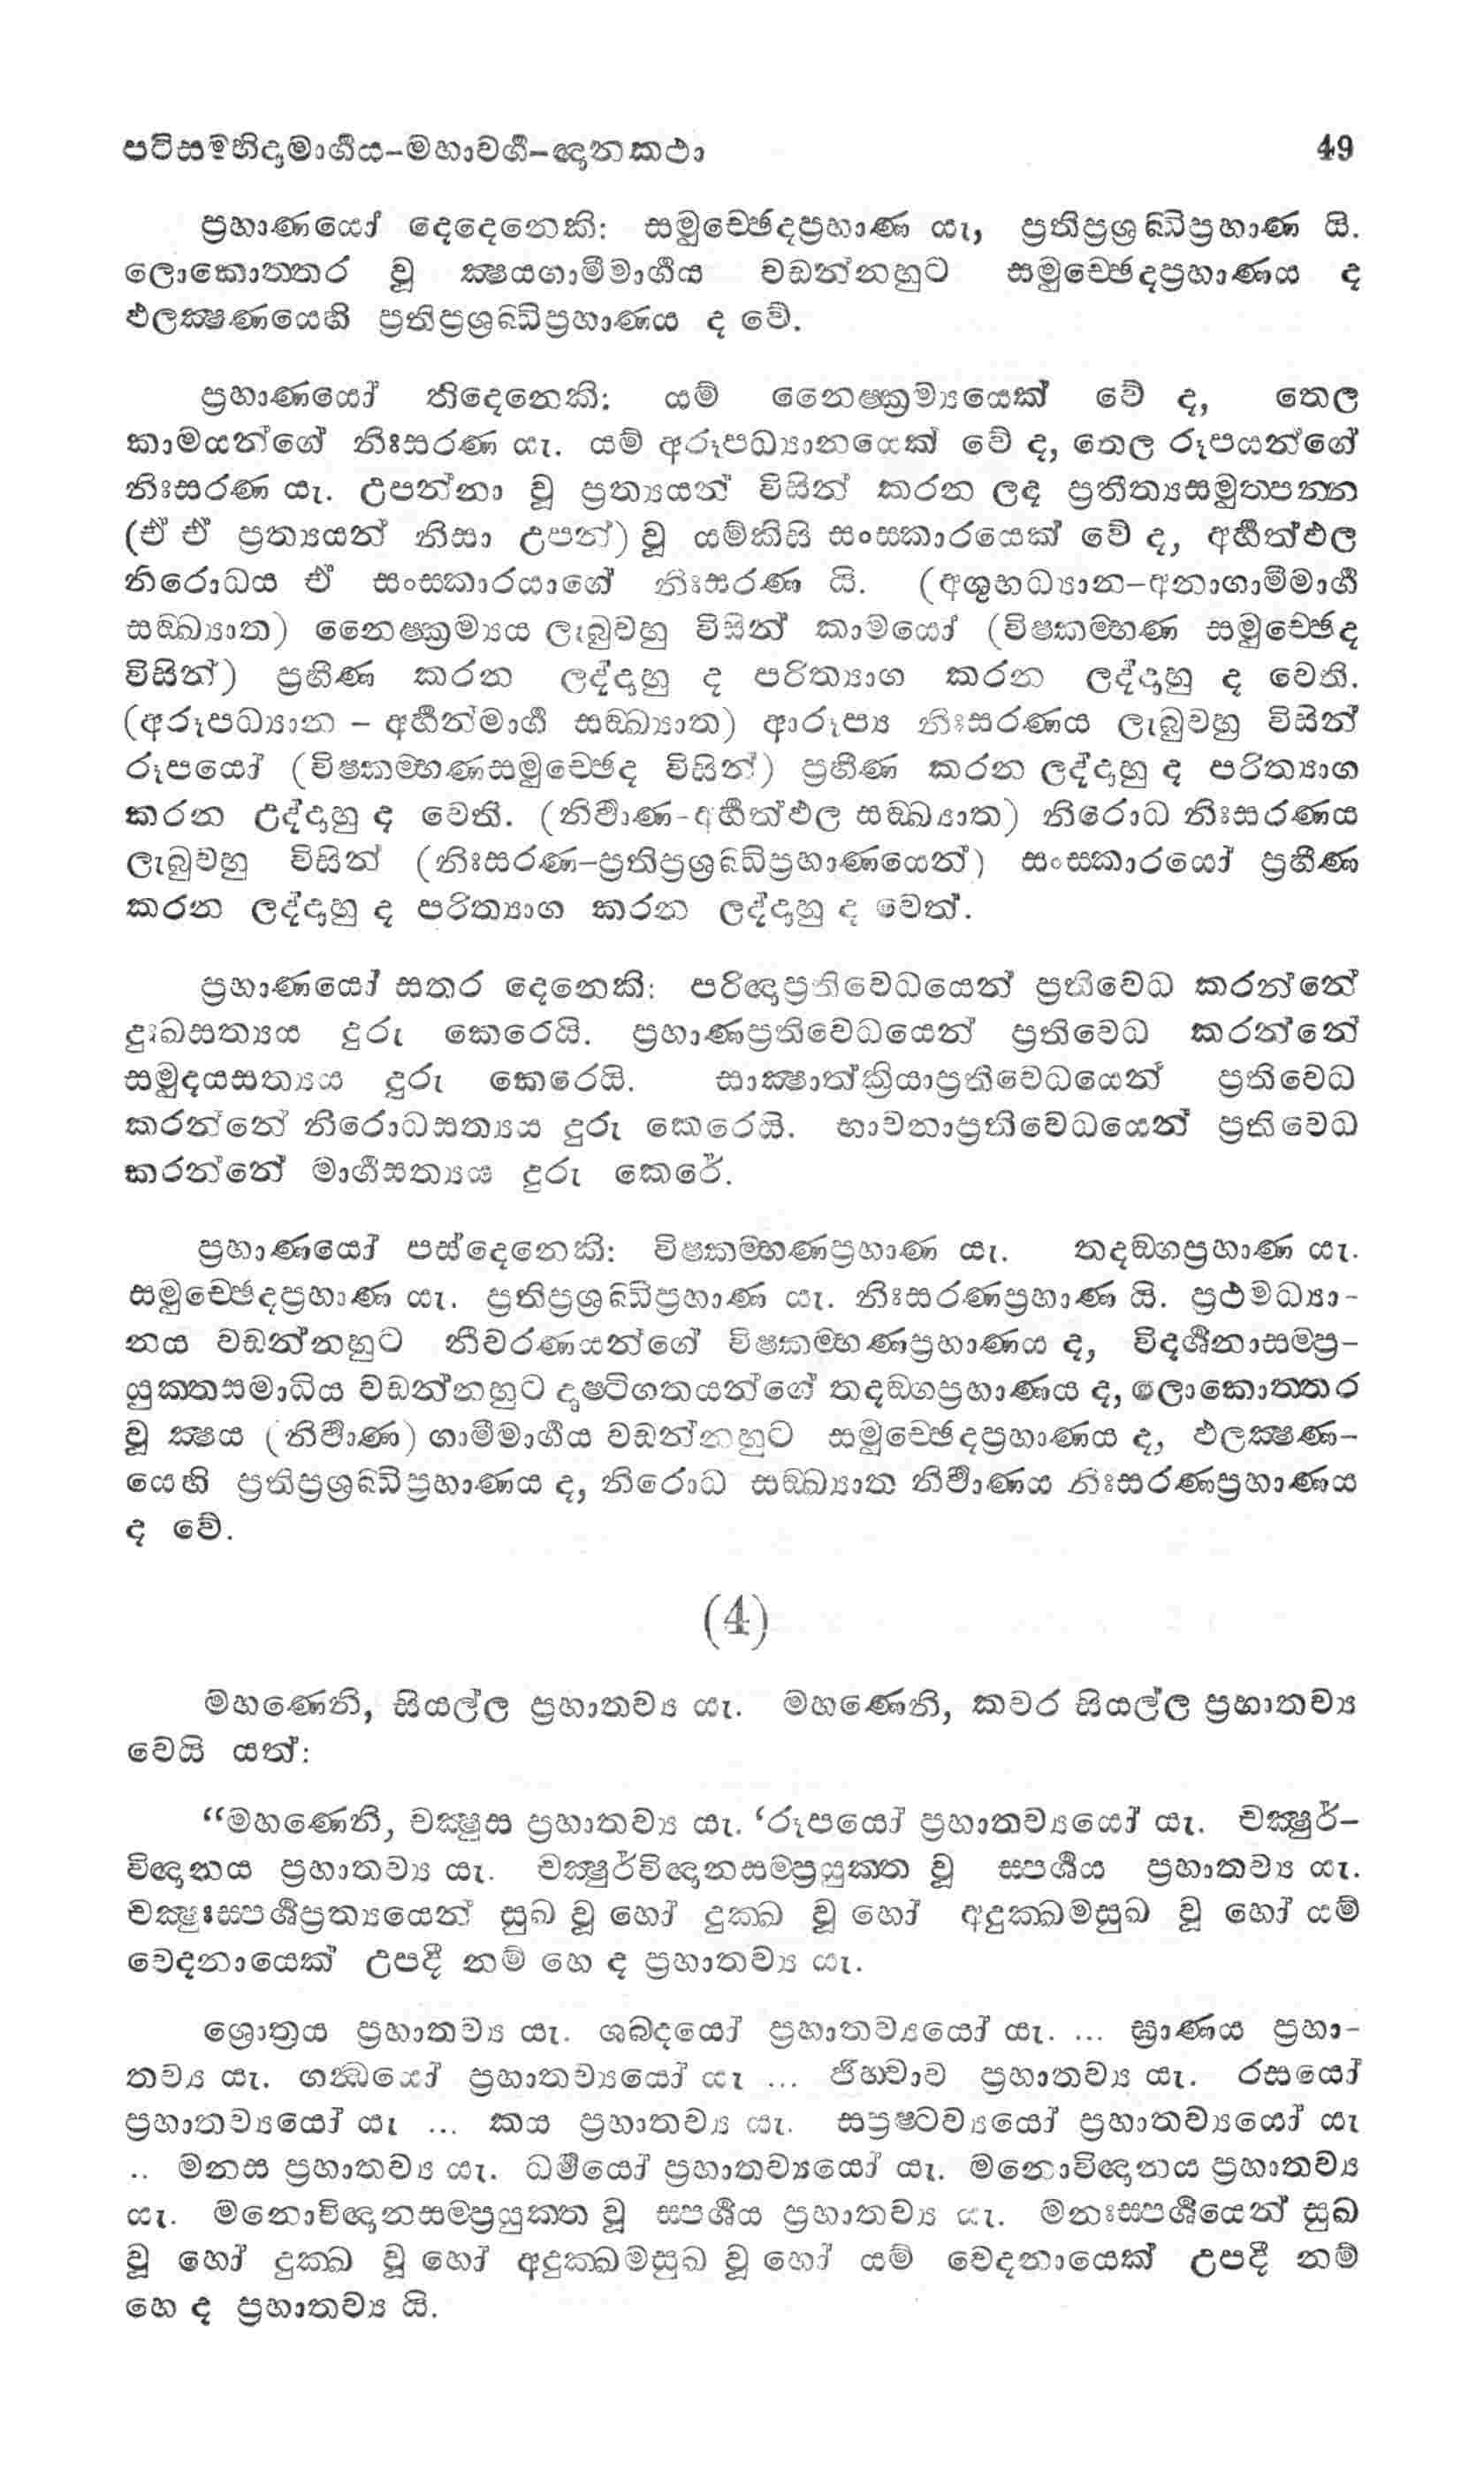 පටිසම්භිදාමාර්ගය-මහාවර්ග-ඥානකථා 49
ප්‍රහාණයෝ දෙදෙනෙකි: සමුච්ඡේදප්‍රහාණ යැ, ප්‍රතිප්‍රශ්‍රබ්ධිප්‍රහාණ යි.
ලොකොත්තර වූ ක්‍ෂයගාමීමාර්ගය වඩන්නහුට සමුච්ඡේදප්‍රහාණය ද
ඵලක්‍ෂණයෙහි ප්‍රතිප්‍රශ්‍රබ්ධිප්‍රහාණය ද වේ.
ප්‍රහාණයෝ තිදෙනෙකි: යම් නෛෂ්ක්‍රම්‍යයෙක් වේ ද, තෙල
කාමයන්ගේ නිඃසරණ යැ. යම් අරූපධ්‍යානයෙක් වේ ද, තෙල රූපයන්ගේ
නිඃසරණ යැ. උපන්නා වූ ප්‍රත්‍යයන් විසින් කරන ලද ප්‍රතීත්‍යසමුත්පන්න
(ඒ ඒ ප්‍රත්‍යයන් නිසා උපන්) වූ යම්කිසි සංස්කාරයෙක් වේ ද, අර්හත්ඵල
නිරොධය ඒ සංස්කාරයාගේ නිඃසරණ යි. (අශුභධ්‍යාන-අනාගාමීමාර්ග
සඞ්ඛ්‍යාත) නෛෂ්ක්‍රම්‍යය ලැබුවහු විසින් කාමයෝ (විෂ්කම්භණ සමුච්ඡේද
විසින්) ප්‍රහීණ කරන ලද්දාහු ද පරිත්‍යාග කරන ලද්දාහු ද වෙති.
(අරූපධ්‍යාන - අර්හත්මාර්ග සඞ්ඛ්‍යාත) ආරූප්‍ය නිඃසරණය ලැබුවහු විසින්
රූපයෝ (විෂ්කම්භණසමුච්ඡේද විසින්) ප්‍රහීණ කරන ලද්දාහු ද පරිත්‍යාග
කරන උද්දාහු ද වෙති. (නිර්වාණ-අර්හත්ඵල සඞ්ඛ්‍යාත) නිරොධ නිඃසරණය
ලැබුවහු විසින් (නිඃසරණ-ප්‍රතිප්‍රශ්‍රබ්ධිප්‍රහාණයෙන්) සංස්කාරයෝ ප්‍රහීණ
කරන ලද්දාහු ද පරිත්‍යාග කරන ලද්දාහු ද වෙත්.
ප්‍රහාණයෝ සතර දෙනෙකි: පරිඥාප්‍රතිවෙධයෙන් ප්‍රතිවේධ කරන්නේ
දුඃඛසත්‍යය දුරු කෙරෙයි. ප්‍රහාණප්‍රතිවෙධයෙන් ප්‍රතිවෙධ කරන්නේ
සමුදයසත්‍යය දුරු කෙරෙයි. සාක්‍ෂාත්ක්‍රියාප්‍රතිවෙධයෙන් ප්‍රතිවෙධ
කරන්නේ නිරොධසත්‍යය දුරු කෙරෙයි. භාවනාප්‍රතිවෙධයෙන් ප්‍රතිවෙධ
කරන්නේ මාර්ගසත්‍යය දුරු කෙරේ.
ප්‍රහාණයෝ පස්දෙනෙකි: විෂ්කම්භණප්‍රහාණ යැ. තදඞ්ගප්‍රහාණ යැ.
සමුච්ඡේදප්‍රහාණ යැ. ප්‍රතිප්‍රශ්‍රබ්ධිප්‍රහාණ යැ. නිඃසරණප්‍රහාණ යි. ප්‍රථමධ්‍යා-
නය වඩන්නහුට නීවරණයන්ගේ විෂ්කම්භණප්‍රහාණය ද, විදර්ශනාසම්ප්‍ර-
යුක්තසමාධිය වඩන්නහුට දෘෂ්ටිගතයන්ගේ තදඞ්ගප්‍රහාණය ද, ලොකොත්තර
වූ ක්‍ෂය (නිර්වාණ) ගාමීමාර්ගය වඩන්නහුට සමුච්ඡේදප්‍රහාණය ද, ඵලක්‍ෂණ-
යෙහි ප්‍රතිප්‍රශ්‍රබ්ධිප්‍රහාණය ද, නිරොධ සඞ්ඛ්‍යාත නිර්වාණය නිඃසරණප්‍රහාණය
ද වේ.
(4)
මහණෙනි, සියල්ල ප්‍රහාතව්‍ය යැ. මහණෙනි, කවර සියල්ල ප්‍රහාතව්‍ය
වෙයි යත්:
“මහණෙනි, චක්‍ෂුස ප්‍රහාතව්‍ය යැ. ‘රූපයෝ ප්‍රහාතව්‍යයෝ යැ. චක්‍ෂුර්-
විඥානය ප්‍රහාතව්‍ය යැ. චක්‍ෂුර්විඥානසම්ප්‍රයුක්ත වූ ස්පර්ශය ප්‍රහාතව්‍ය යැ.
චක්‍ෂුඃස්පර්ශප්‍රත්‍යයෙන් සුඛ වූ හෝ දුක්ඛ වූ හෝ අදුක්ඛමසුඛ වූ හෝ යම්
වෙදනායෙක් උපදී නම් හෙ ද ප්‍රහාතව්‍ය යැ.
ශ්‍රොත්‍රය ප්‍රහාතව්‍ය යැ. ශබ්දයෝ ප්‍රහාතව්‍යයෝ යැ. ... ඝ්‍රාණය ප්‍රහා-
තව්‍ය යැ. ගන්ධයෝ ප්‍රහාතව්‍යයෝ යැ ... ජිහ්වාව ප්‍රහාතව්‍ය යැ. රසයෝ
ප්‍රහාතව්‍යයෝ යැ ... කය ප්‍රහාතව්‍ය යැ. ස්ප්‍රෂ්ටව්‍යයෝ ප්‍රහාතව්‍යයෝ යැ
.. මනස ප්‍රහාතව්‍ය යැ. ධර්මයෝ ප්‍රහාතව්‍යයෝ යැ. මනොවිඥානය ප්‍රහාතව්‍ය
යැ. මනොවිඥානසම්ප්‍රයුක්ත වූ ස්පර්ශය ප්‍රහාතව්‍ය යැ. මනඃස්පර්ශයෙන් සුඛ
වූ හෝ දුක්ඛ වූ හෝ අදුක්ඛමසුඛ වූ හෝ යම් වෙදනායෙක් උපදී නම්
හෙ ද ප්‍රහාතව්‍ය යි.